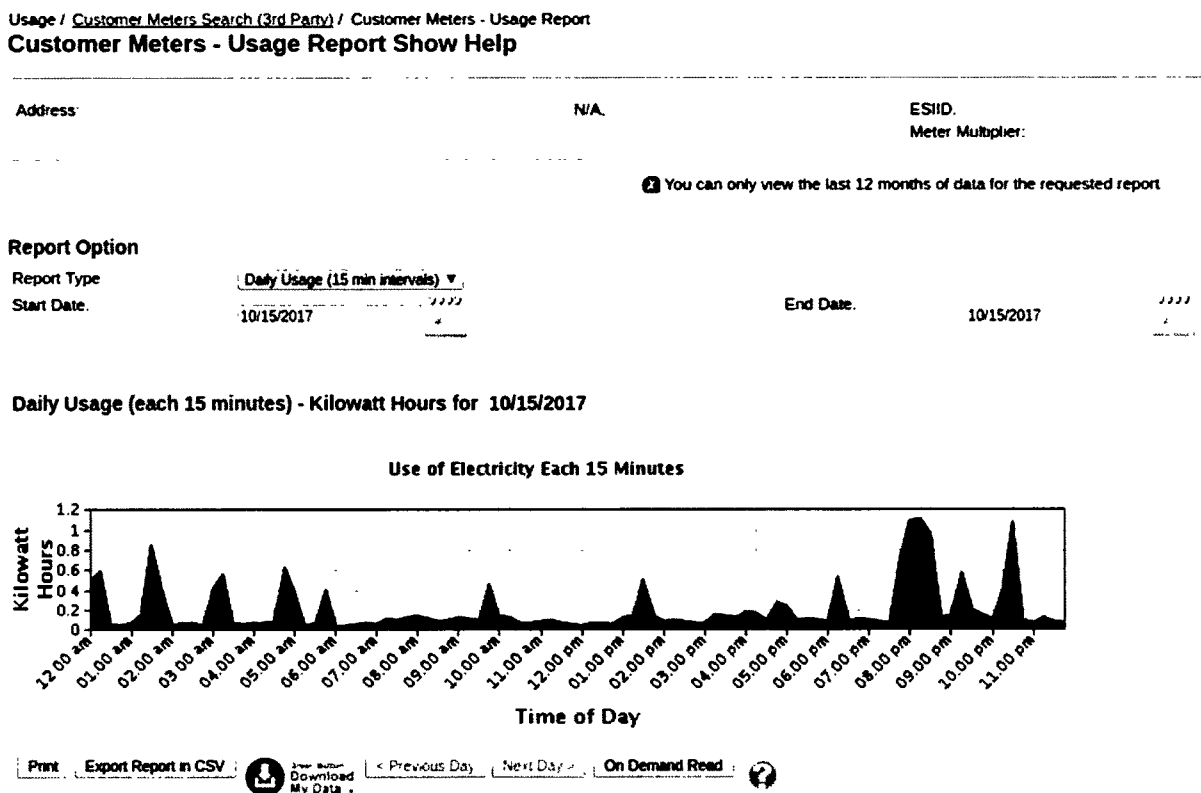 Usage / Customer Meters Search (3rd Party) / Customer Meters - Usage Report
Customer Meters - Usage Report Show Help
Address: N/A. ESIID.
Meter Multiplier:
You can only view the last 12 months of data for the requested report
Report Option
Report Type Daily Usage (15 min intervals) ▼
Start Date. 10/15/2017 End Date. 10/15/2017
Daily Usage (each 15 minutes) - Kilowatt Hours for 10/15/2017
Use of Electricity Each 15 Minutes
Kilowatt Hours
1.2
1
0.8
0.6
0.4
0.2
0
12.00 am 01.00 am 02.00 am 03.00 am 04.00 am 05.00 am 06.00 am 07.00 am 08.00 am 09.00 am 10.00 am 11.00 am 12.00 pm 01.00 pm 02.00 pm 03.00 pm 04.00 pm 05.00 pm 06.00 pm 07.00 pm 08.00 pm 09.00 pm 10.00 pm 11.00 pm
Time of Day
Print Export Report in CSV Download My Data < Previous Day Next Day > On Demand Read ?